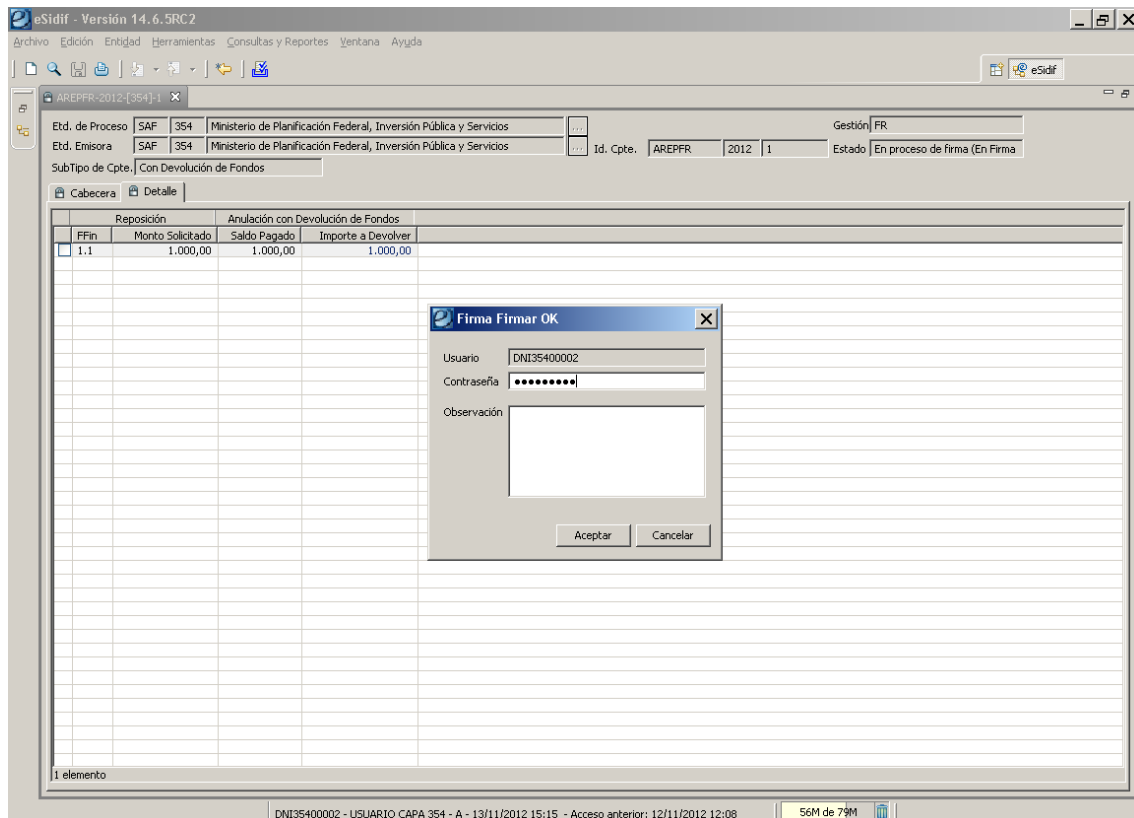 eSidif - Versión 14.6.5RC2
Archivo Edición Entidad Herramientas Consultas y Reportes Ventana Ayuda
eSidif
AREPFR-2012-[354]-1
Etd. de Proceso SAF 354 Ministerio de Planificación Federal, Inversión Pública y Servicios ... Gestión FR
Etd. Emisora SAF 354 Ministerio de Planificación Federal, Inversión Pública y Servicios ... Id. Cpte. AREPFR 2012 1 Estado En proceso de firma (En Firma
SubTipo de Cpte. Con Devolución de Fondos
Cabecera Detalle
Reposición Anulación con Devolución de Fondos
FFin Monto Solicitado Saldo Pagado Importe a Devolver
1.1 1.000,00 1.000,00 1.000,00
Firma Firmar OK
Usuario DNI35400002
Contraseña •••••••••
Observación
Aceptar Cancelar
1 elemento
DNI35400002 - USUARIO CAPA 354 - A - 13/11/2012 15:15 - Acceso anterior: 12/11/2012 12:08 56M de 79M